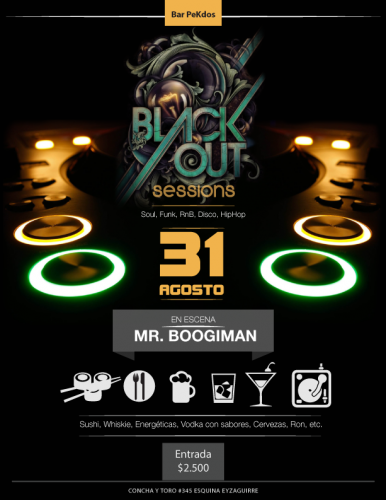 Bar PeKdos
BLACK
OUT
sessions
Soul, Funk, RnB, Disco, HipHop
31
AGOSTO
EN ESCENA
MR. BOOGIMAN
Sushi, Whiskie, Energéticas, Vodka con sabores, Cervezas, Ron, etc.
Entrada
$2.500
CONCHA Y TORO #345 ESQUINA EYZAGUIRRE